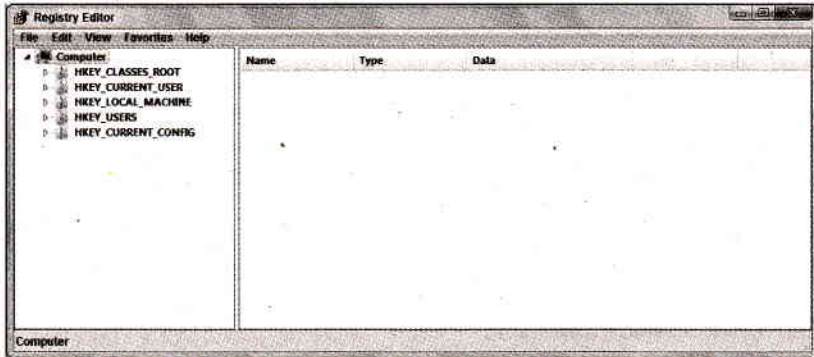 Registry Editor
File Edit View Favorites Help
Computer
HKEY_CLASSES_ROOT
HKEY_CURRENT_USER
HKEY_LOCAL_MACHINE
HKEY_USERS
HKEY_CURRENT_CONFIG
Name Type Data
Computer